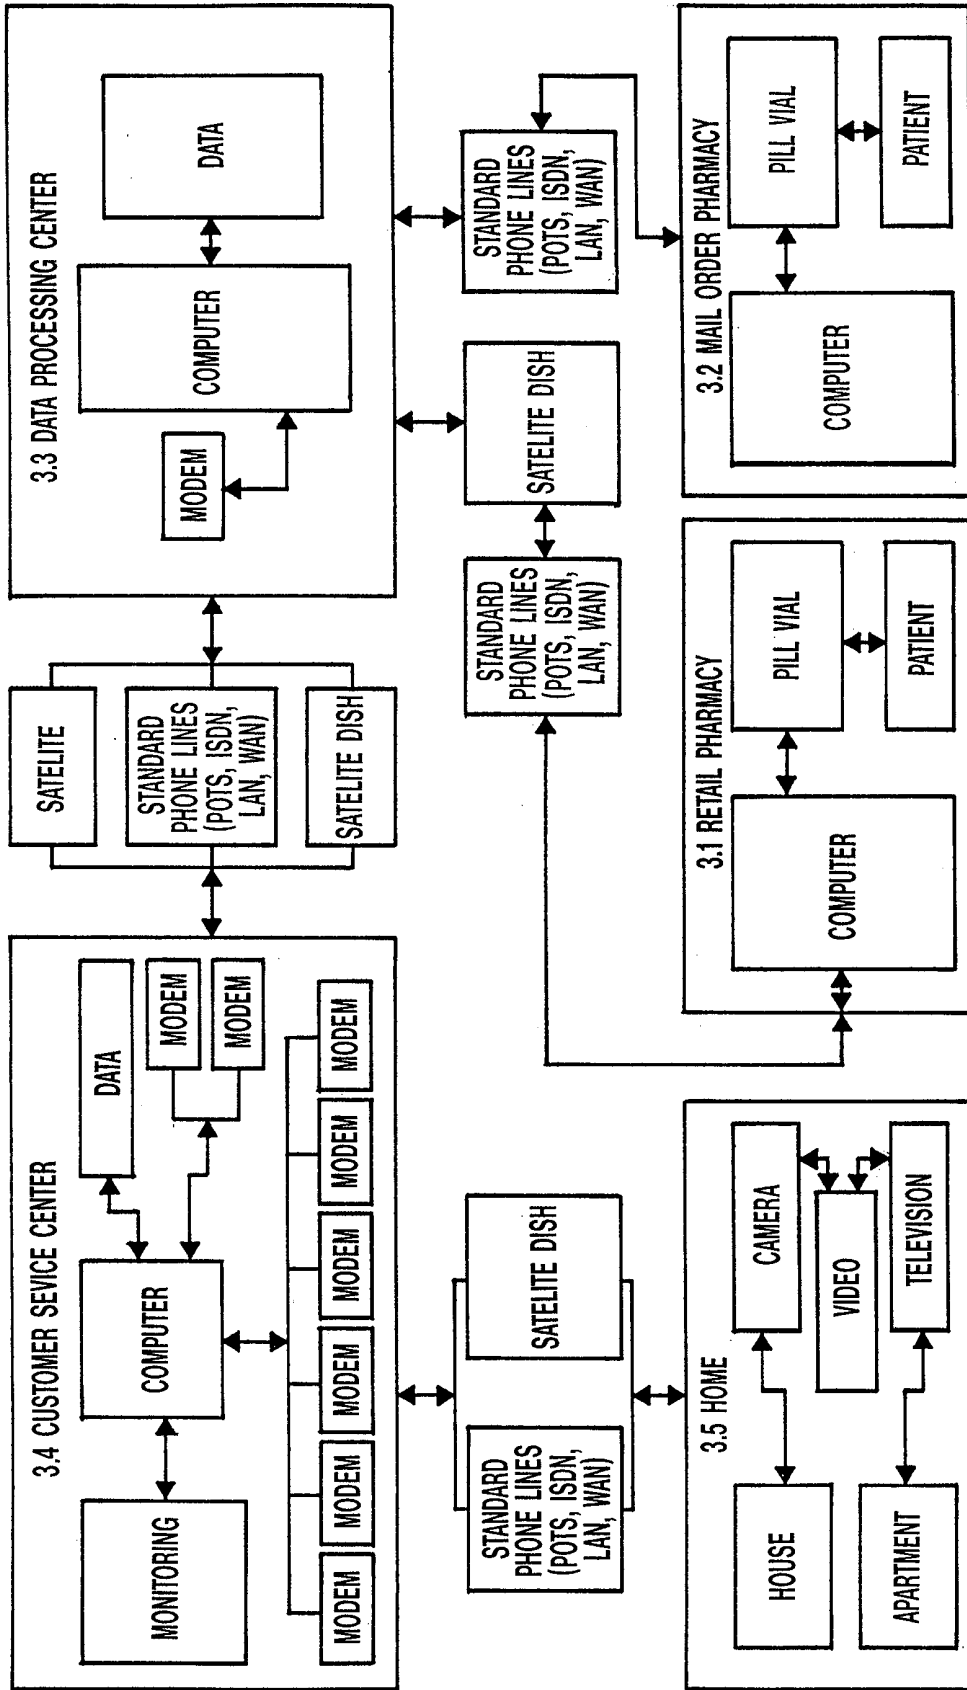 3.4 CUSTOMER SEVICE CENTER
MONITORING
COMPUTER
DATA
MODEM
MODEM
MODEM
MODEM
MODEM
MODEM
MODEM
MODEM
SATELITE
STANDARD
PHONE LINES
(POTS, ISDN,
LAN, WAN)
SATELITE DISH
3.3 DATA PROCESSING CENTER
MODEM
COMPUTER
DATA
STANDARD
PHONE LINES
(POTS, ISDN,
LAN, WAN)
SATELITE DISH
STANDARD
PHONE LINES
(POTS, ISDN,
LAN, WAN)
SATELITE DISH
STANDARD
PHONE LINES
(POTS, ISDN,
LAN, WAN)
3.5 HOME
HOUSE
APARTMENT
CAMERA
VIDEO
TELEVISION
3.1 RETAIL PHARMACY
COMPUTER
PILL VIAL
PATIENT
3.2 MAIL ORDER PHARMACY
COMPUTER
PILL VIAL
PATIENT